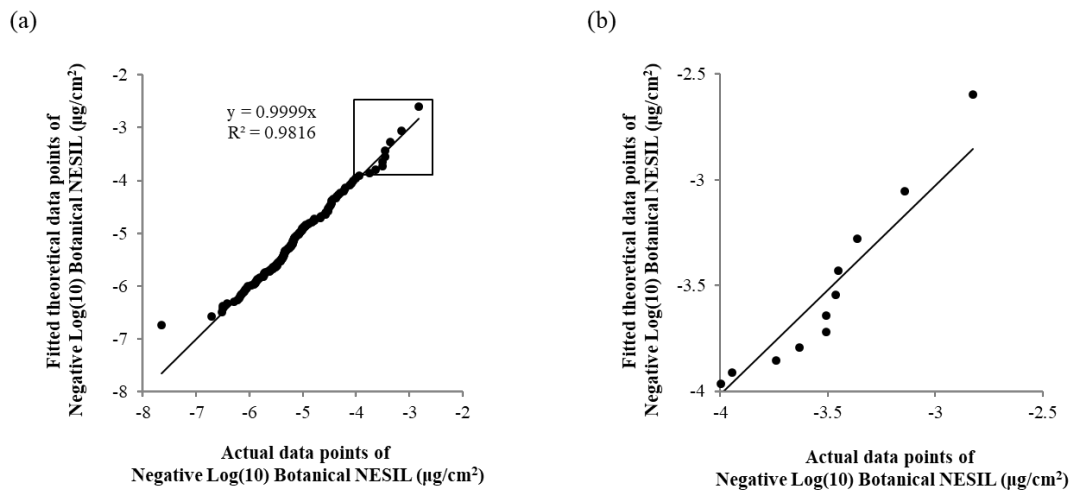 (a)
(b)
Fitted theoretical data points of
Negative Log(10) Botanical NESIL (µg/cm²)
-2
-3
-4
-5
-6
-7
-8
y = 0.9999x
R² = 0.9816
-8 -7 -6 -5 -4 -3 -2
Actual data points of
Negative Log(10) Botanical NESIL (µg/cm²)
Fitted theoretical data points of
Negative Log(10) Botanical NESIL (µg/cm²)
-2.5
-3
-3.5
-4
-4 -3.5 -3 -2.5
Actual data points of
Negative Log(10) Botanical NESIL (µg/cm²)